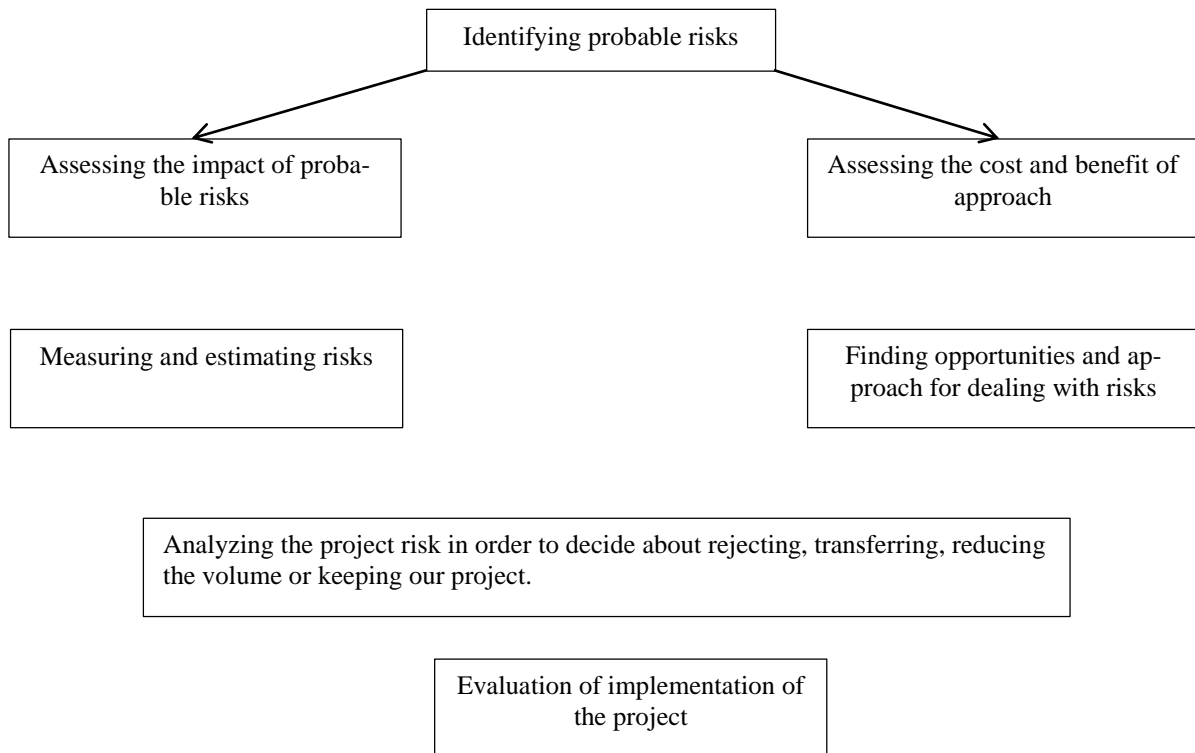 Identifying probable risks
Assessing the impact of proba-
ble risks
Assessing the cost and benefit of
approach
Measuring and estimating risks
Finding opportunities and ap-
proach for dealing with risks
Analyzing the project risk in order to decide about rejecting, transferring, reducing
the volume or keeping our project.
Evaluation of implementation of
the project